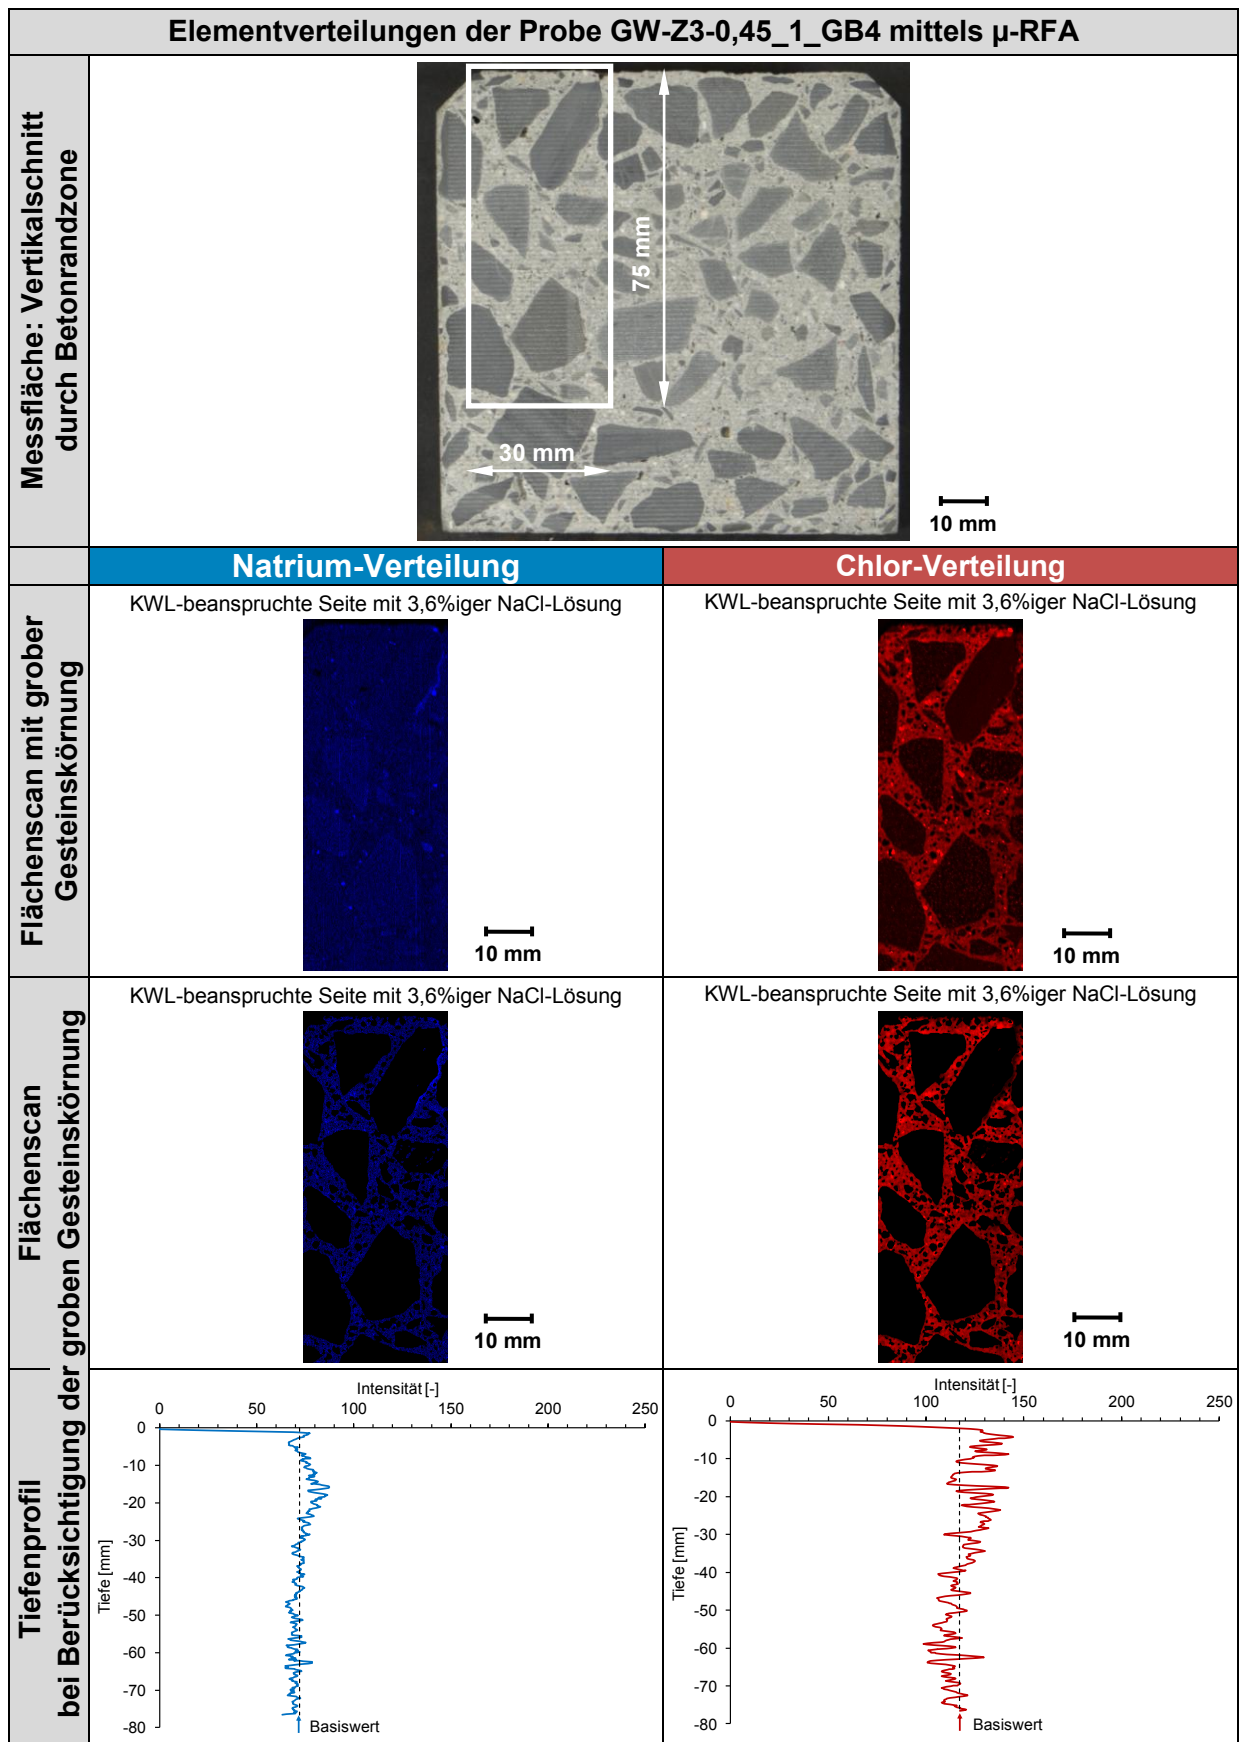 Elementverteilungen der Probe GW-Z3-0,45_1_GB4 mittels µ-RFA
Messfläche: Vertikalschnitt
durch Betonrandzone
75 mm
30 mm
10 mm
Natrium-Verteilung
Chlor-Verteilung
Flächenscan mit grober
Gesteinskörnung
KWL-beanspruchte Seite mit 3,6%iger NaCl-Lösung
10 mm
KWL-beanspruchte Seite mit 3,6%iger NaCl-Lösung
10 mm
Flächenscan
KWL-beanspruchte Seite mit 3,6%iger NaCl-Lösung
10 mm
KWL-beanspruchte Seite mit 3,6%iger NaCl-Lösung
10 mm
Tiefenprofil
bei Berücksichtigung der groben Gesteinskörnung
Intensität [-]
0 50 100 150 200 250
0
-10
-20
-30
-40
-50
-60
-70
-80
Tiefe [mm]
Basiswert
Intensität [-]
0 50 100 150 200 250
0
-10
-20
-30
-40
-50
-60
-70
-80
Tiefe [mm]
Basiswert